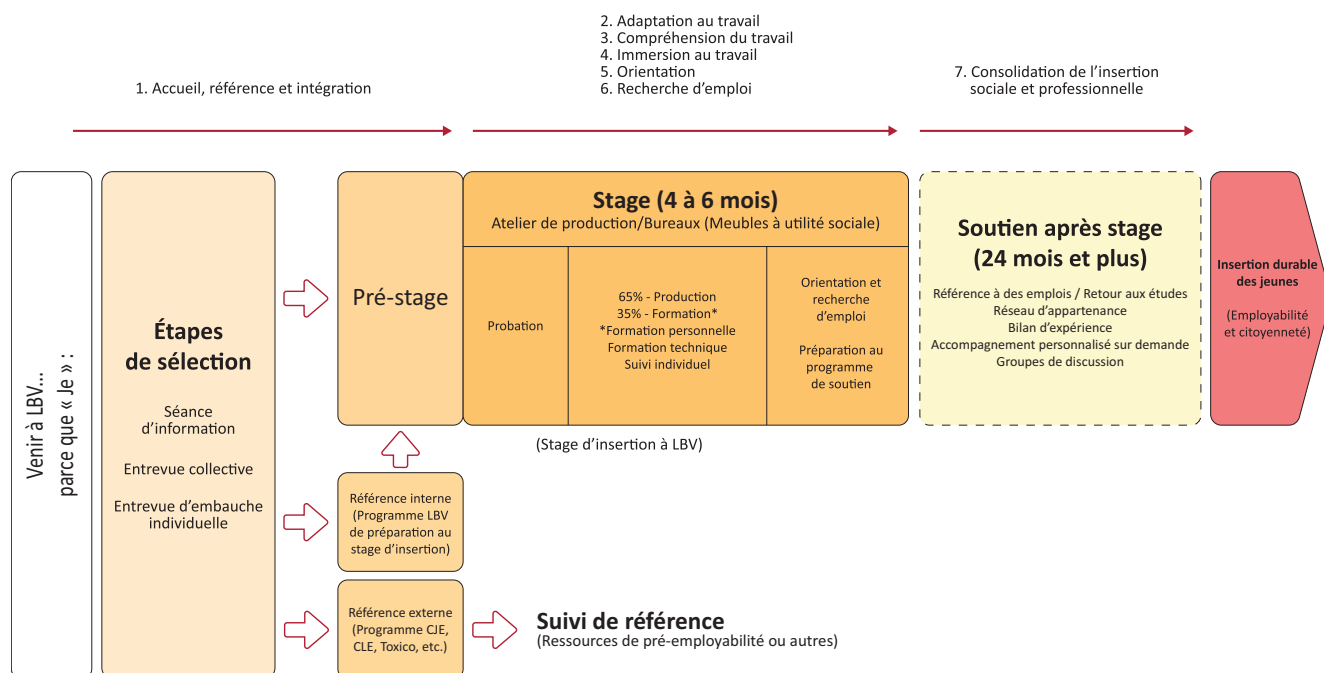 1. Accueil, référence et intégration
2. Adaptation au travail
3. Compréhension du travail
4. Immersion au travail
5. Orientation
6. Recherche d'emploi
7. Consolidation de l'insertion
sociale et professionnelle
Venir à LBV...
parce que « Je » :
Étapes
de sélection
Séance
d'information
Entrevue collective
Entrevue d'embauche
individuelle
Pré-stage
Stage (4 à 6 mois)
Atelier de production/Bureaux (Meubles à utilité sociale)
Probation
65% - Production
35% - Formation*
*Formation personnelle
Formation technique
Suivi individuel
Orientation et
recherche
d'emploi
Préparation au
programme
de soutien
(Stage d'insertion à LBV)
Soutien après stage
(24 mois et plus)
Référence à des emplois / Retour aux études
Réseau d'appartenance
Bilan d'expérience
Accompagnement personnalisé sur demande
Groupes de discussion
Insertion durable
des jeunes
(Employabilité
et citoyenneté)
Référence interne
(Programme LBV
de préparation au
stage d'insertion)
Référence externe
(Programme CJE,
CLE, Toxico, etc.)
Suivi de référence
(Ressources de pré-employabilité ou autres)